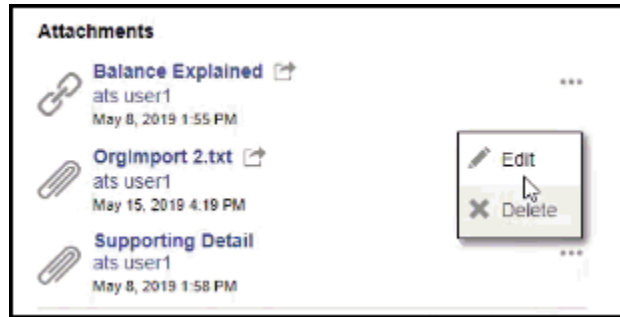 Attachments
Balance Explained
ats user1
May 8, 2019 1:55 PM
OrgImport 2.txt
ats user1
May 15, 2019 4:19 PM
Edit
Delete
Supporting Detail
ats user1
May 8, 2019 1:58 PM